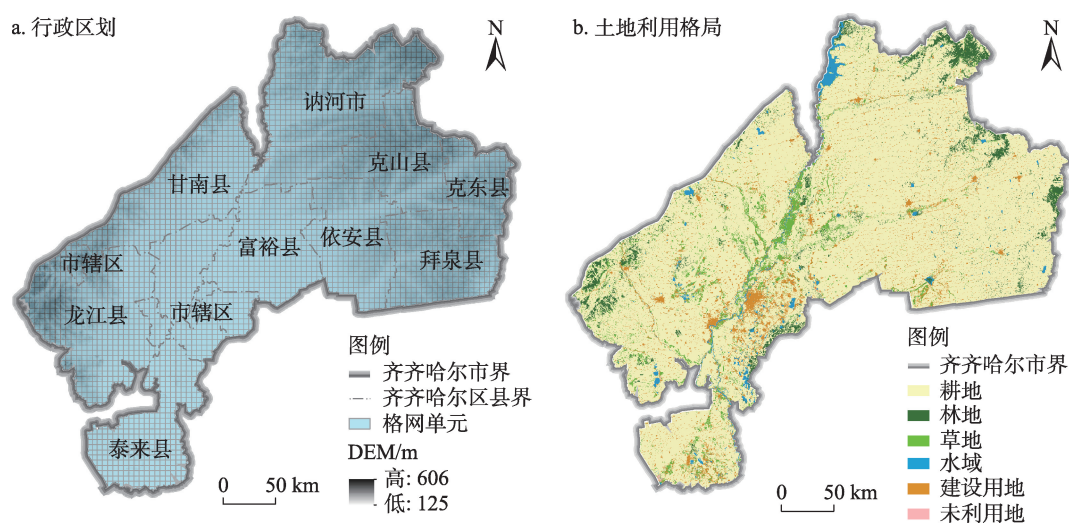 a. 行政区划
N
讷河市
克山县
甘南县
克东县
富裕县
依安县
拜泉县
市辖区
龙江县
市辖区
泰来县
图例
齐齐哈尔市界
齐齐哈尔区县界
格网单元
DEM/m
高: 606
低: 125
0 50 km
b. 土地利用格局
N
图例
齐齐哈尔市界
耕地
林地
草地
水域
建设用地
未利用地
0 50 km